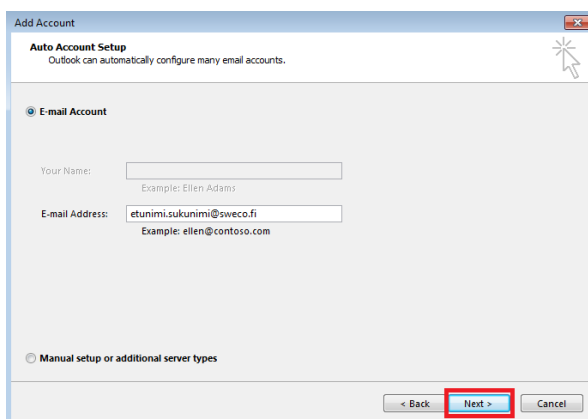 Add Account
Auto Account Setup
Outlook can automatically configure many email accounts.
E-mail Account
Your Name:
Example: Ellen Adams
E-mail Address: etunimi.sukunimi@sweco.fi
Example: ellen@contoso.com
Manual setup or additional server types
< Back Next > Cancel